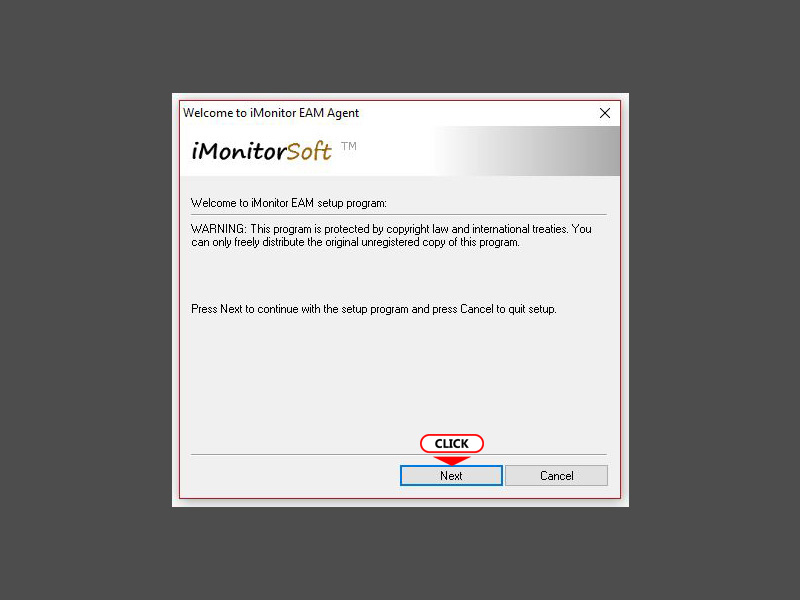 Welcome to iMonitor EAM Agent
iMonitorSoft TM
Welcome to iMonitor EAM setup program:
WARNING: This program is protected by copyright law and international treaties. You
can only freely distribute the original unregistered copy of this program.
Press Next to continue with the setup program and press Cancel to quit setup.
CLICK
Next
Cancel